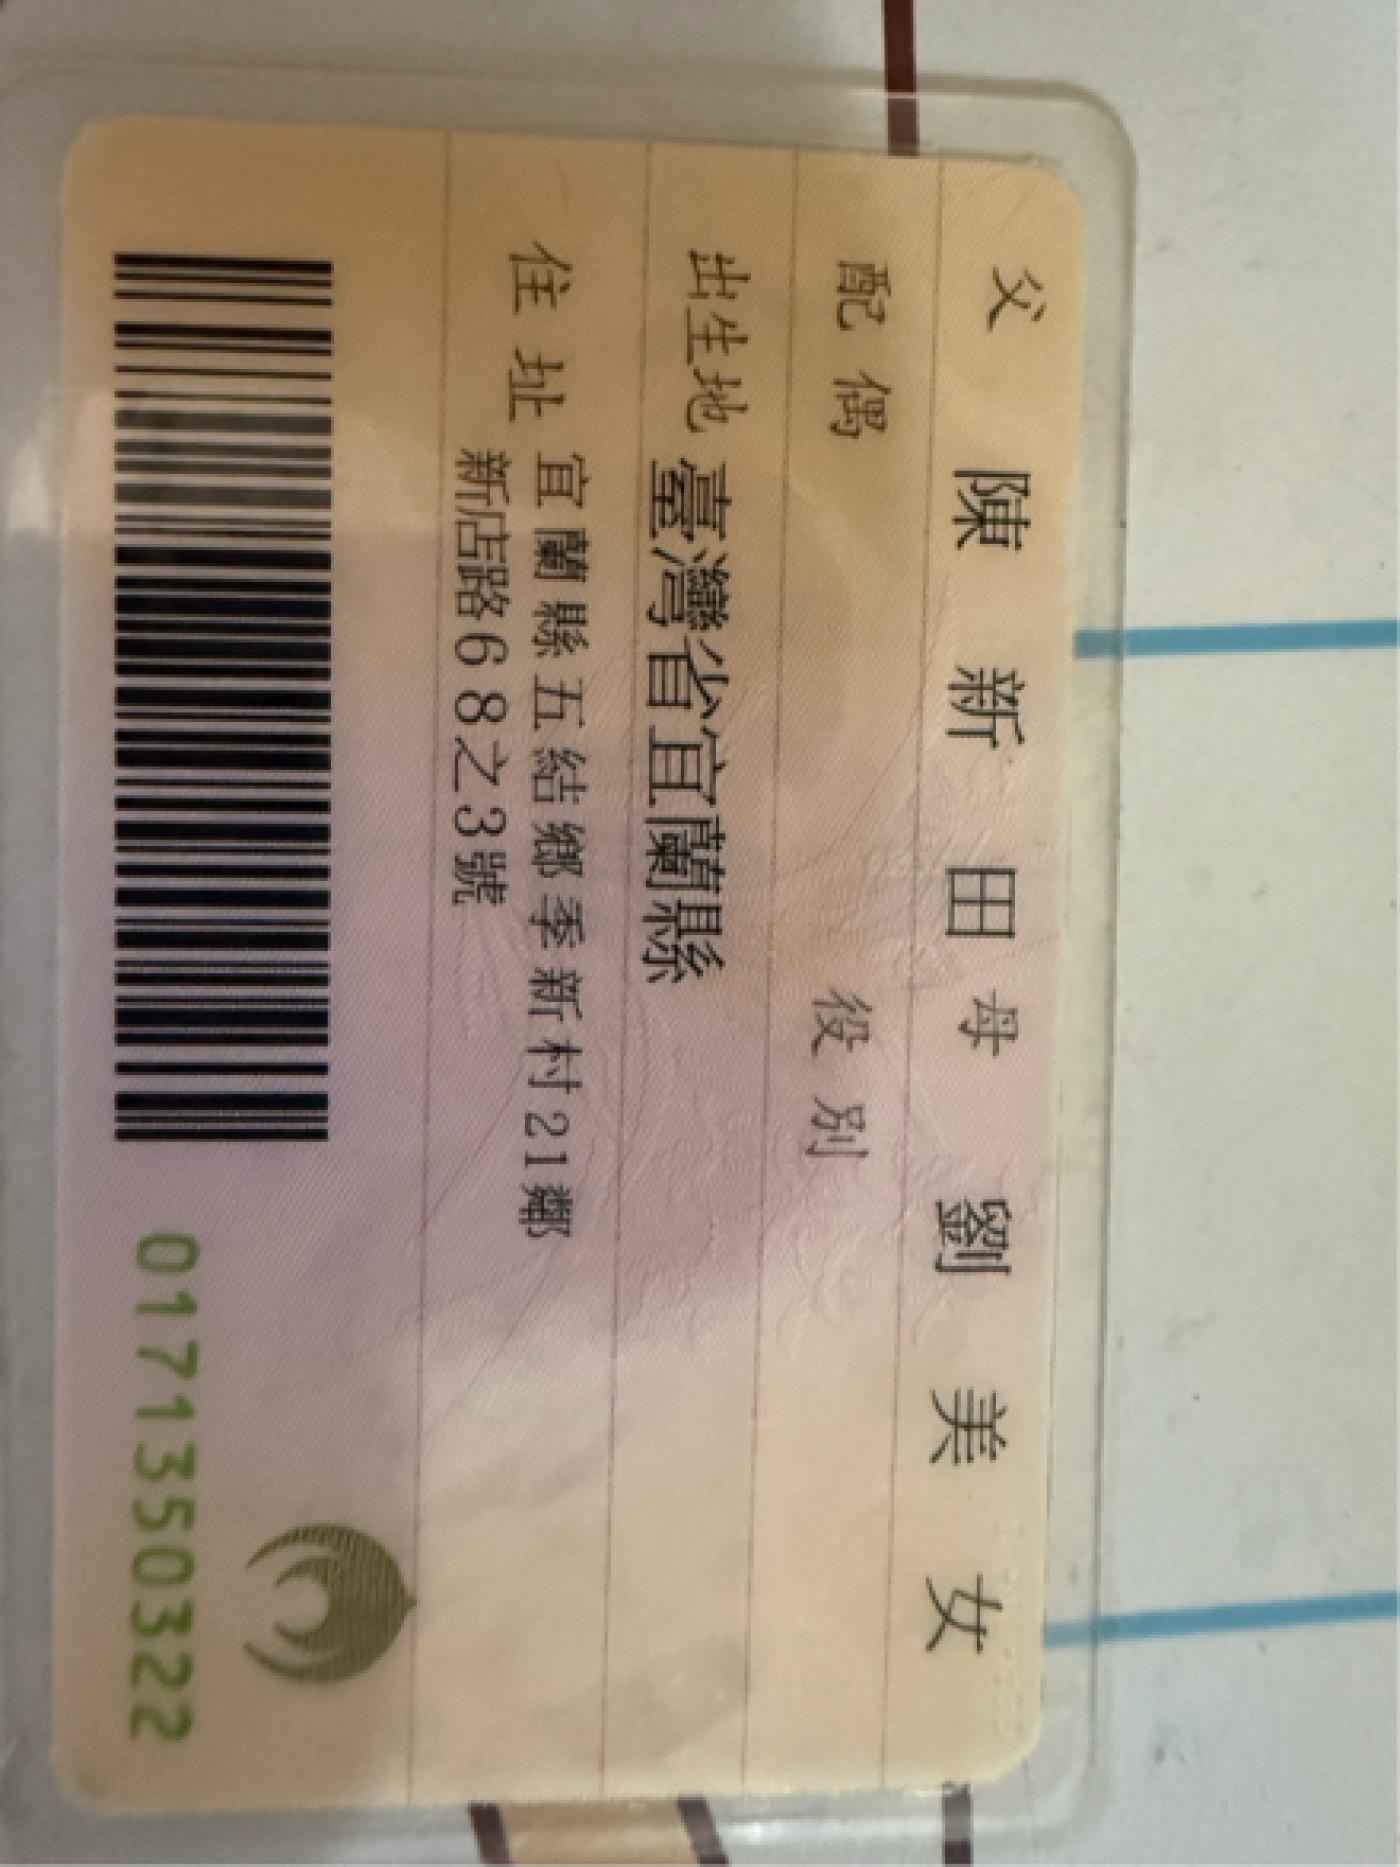 父 陳新田 母 劉美女
配偶 役別
出生地 臺灣省宜蘭縣
住址 宜蘭縣五結鄉季新村21鄰
新店路68之3號
0171350322